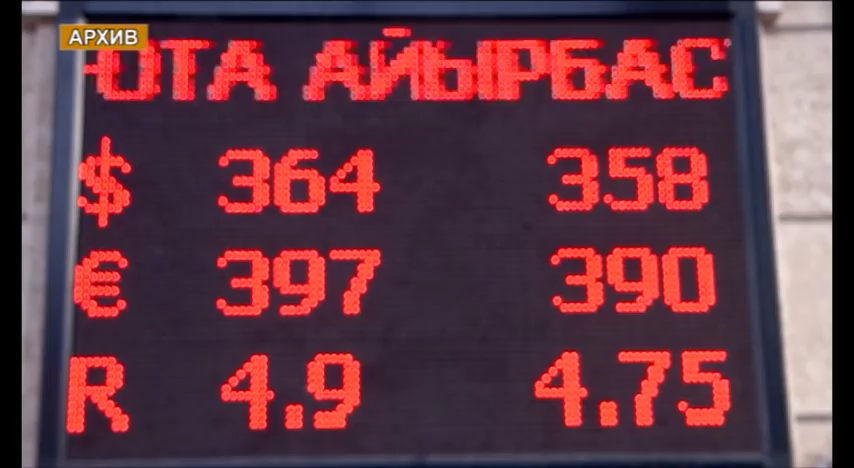 АРХИВ
ЮТА АЙЫРБАС
$ 364 358
€ 397 390
R 4.9 4.75